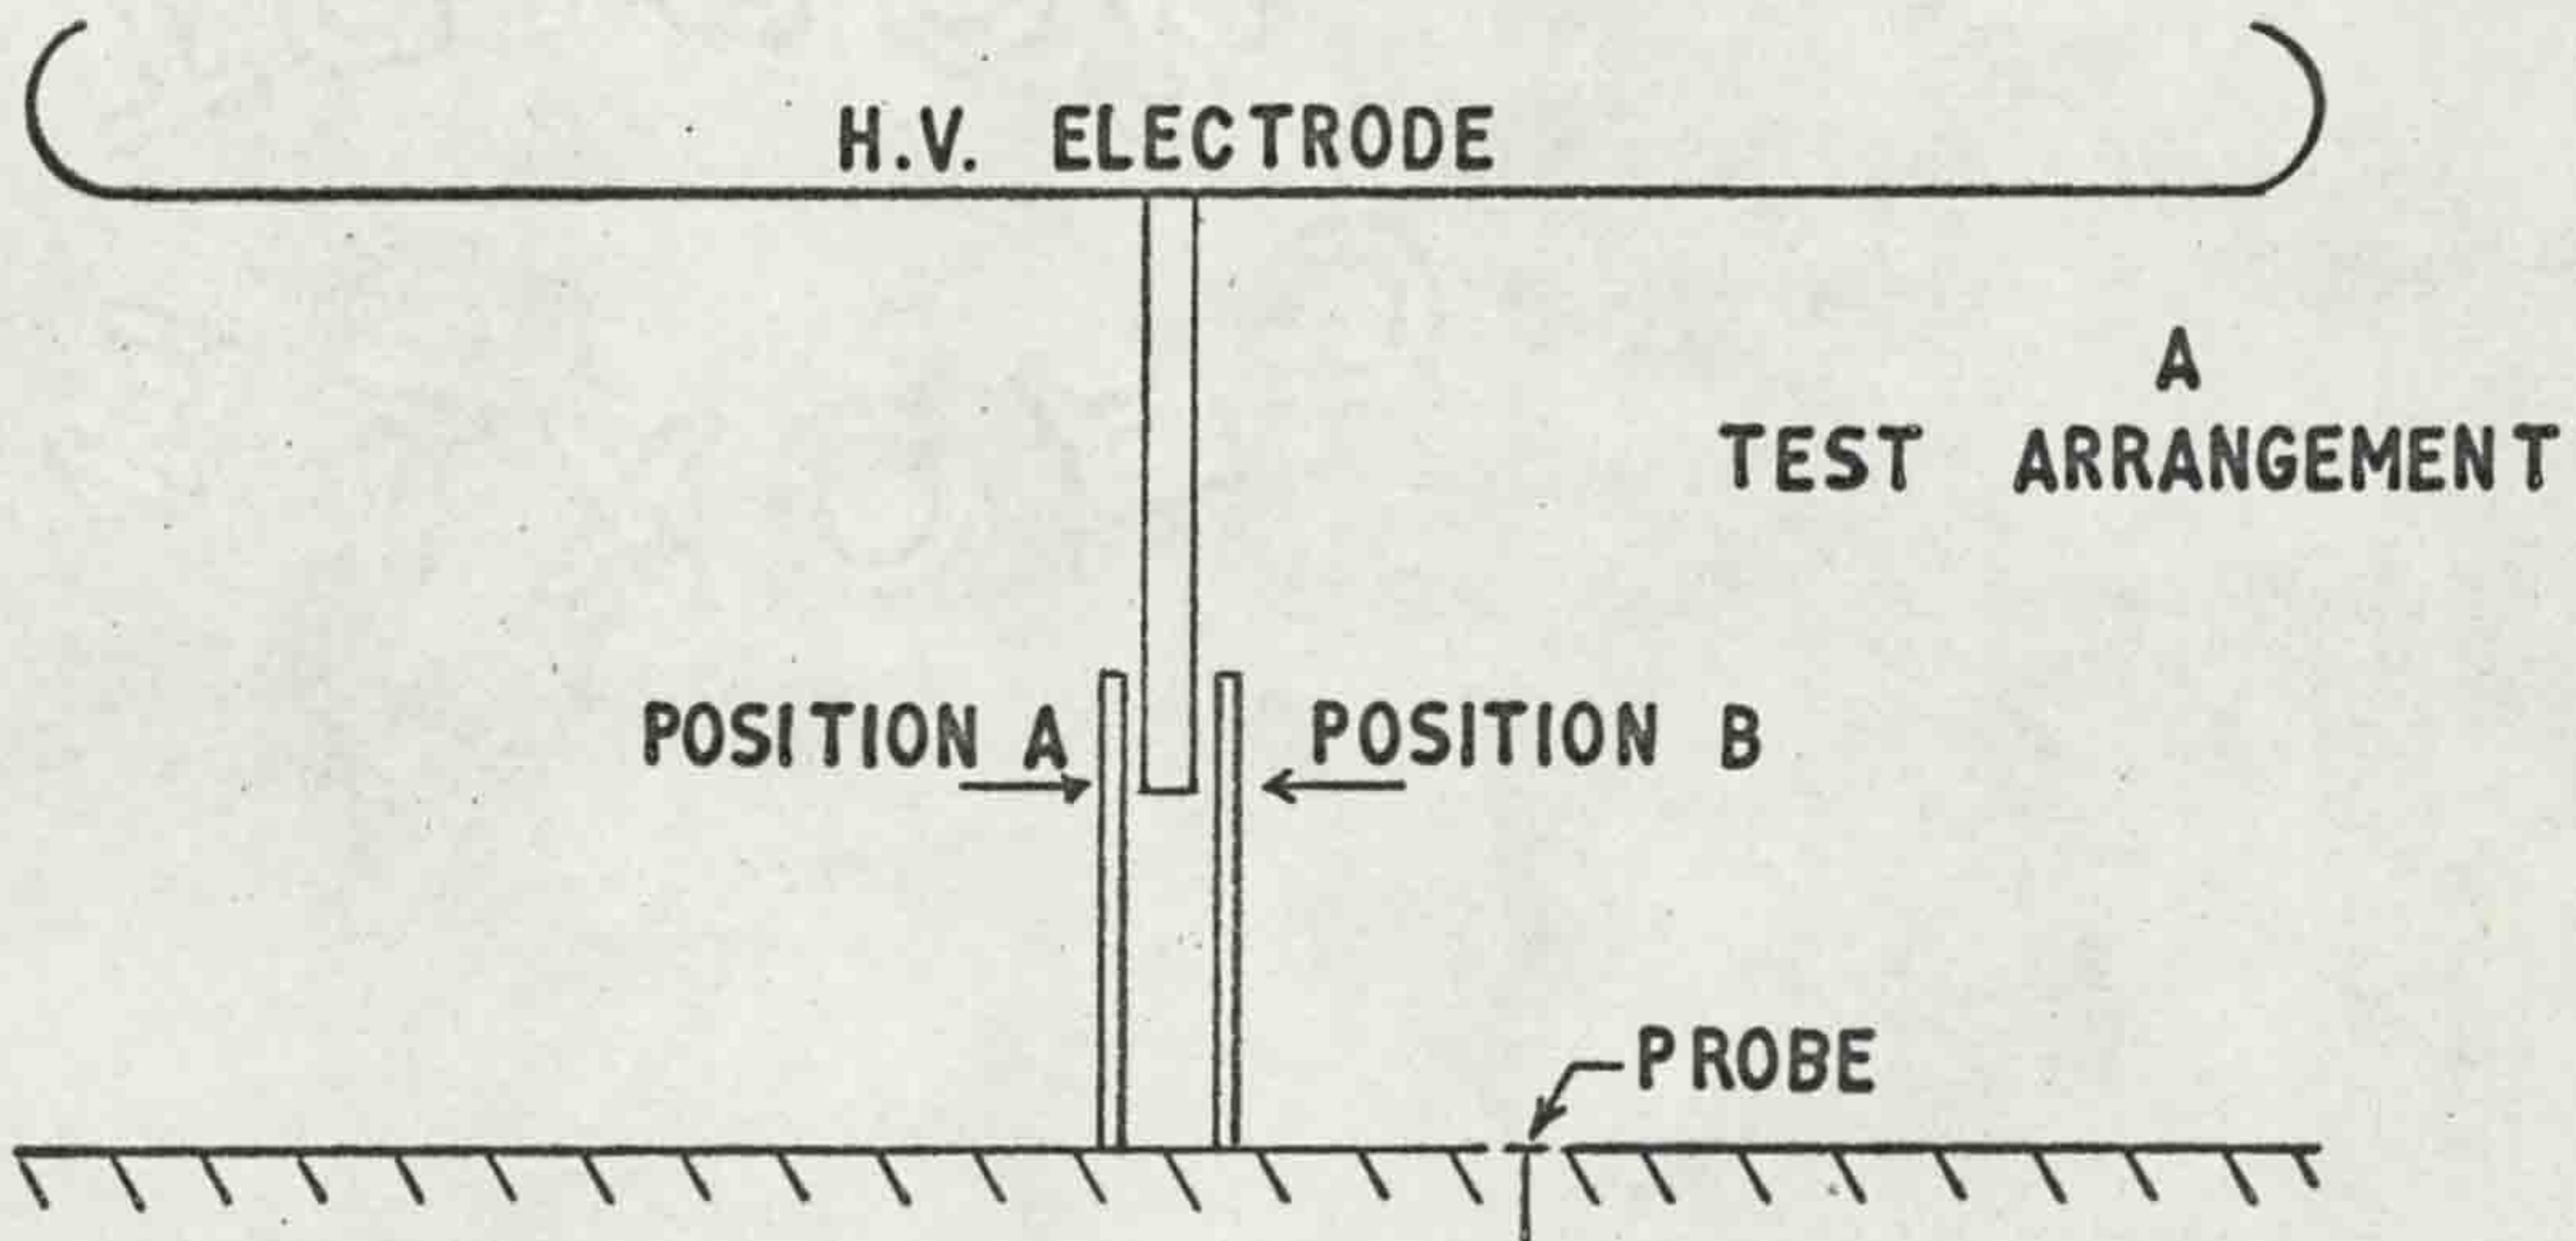 H.V. ELECTRODE
A
TEST ARRANGEMENT
POSITION A
POSITION B
PROBE